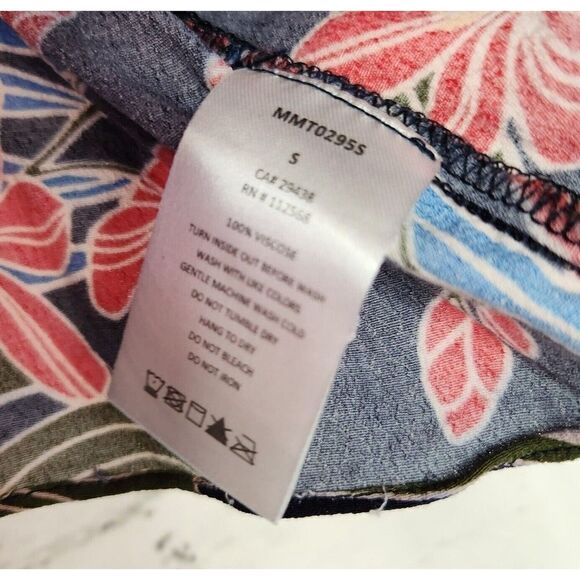 MMT0295S
S
CA# 29438
RN # 112568
100% VISCOSE
TURN INSIDE OUT BEFORE WASH
WASH WITH LIKE COLORS
GENTLE MACHINE WASH COLD
DO NOT TUMBLE DRY
HANG TO DRY
DO NOT BLEACH
DO NOT IRON